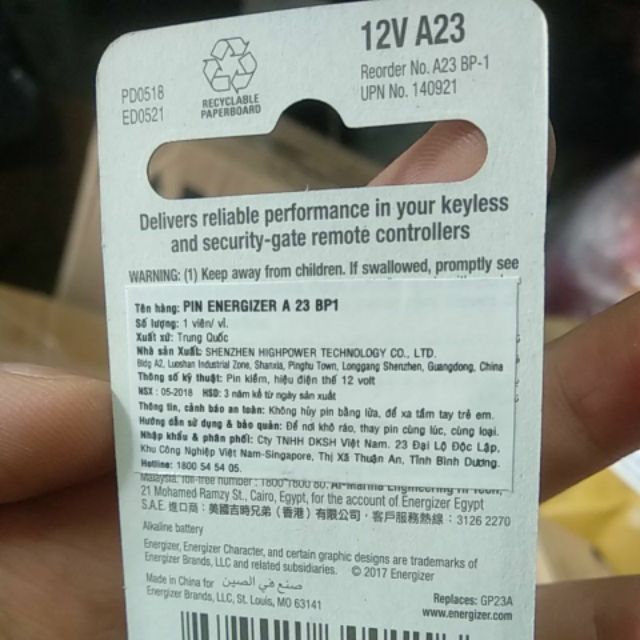 12V A23
Reorder No. A23 BP-1
UPN No. 140921
PD0518
ED0521
RECYCLABLE
PAPERBOARD
Delivers reliable performance in your keyless
and security-gate remote controllers
WARNING: (1) Keep away from children. If swallowed, promptly see
Tên hàng: PIN ENERGIZER A 23 BP1
Số lượng: 1 viên/ vỉ.
Xuất xứ: Trung Quốc
Nhà sản Xuất: SHENZHEN HIGHPOWER TECHNOLOGY CO., LTD.
Bldg A2, Luoshan Industrial Zone, Shanxia, Pinghu Town, Longgang Shenzhen, Guangdong, China
Thông số kỹ thuật: Pin kiềm, hiệu điện thế 12 volt
NSX : 05-2018 HSD: 3 năm kể từ ngày sản xuất
Thông tin, cảnh báo an toàn: Không hủy pin bằng lửa, để xa tầm tay trẻ em.
Hướng dẫn sử dụng & bảo quản: Để nơi khô ráo, thay pin cùng lúc, cùng loại.
Nhập khẩu & phân phối: Cty TNHH DKSH Việt Nam. 23 Đại Lộ Độc Lập,
Khu Công Nghiệp Việt Nam-Singapore, Thị Xã Thuận An, Tỉnh Bình Dương.
Hotline: 1800 54 54 05.
Malaysia. Toll-free number : 1800 1800 80. Al-Marina Engineering
21 Mohamed Ramzy St., Cairo, Egypt, for the account of Energizer Egypt
S.A.E. 進口商：美國吉時兄弟（香港）有限公司，客戶服務熱線：3126 2270
Alkaline battery
Energizer, Energizer Character, and certain graphic designs are trademarks of
Energizer Brands, LLC and related subsidiaries. © 2017 Energizer
Made in China for صنع في الصين
Energizer Brands, LLC, St. Louis, MO 63141
Replaces: GP23A
www.energizer.com